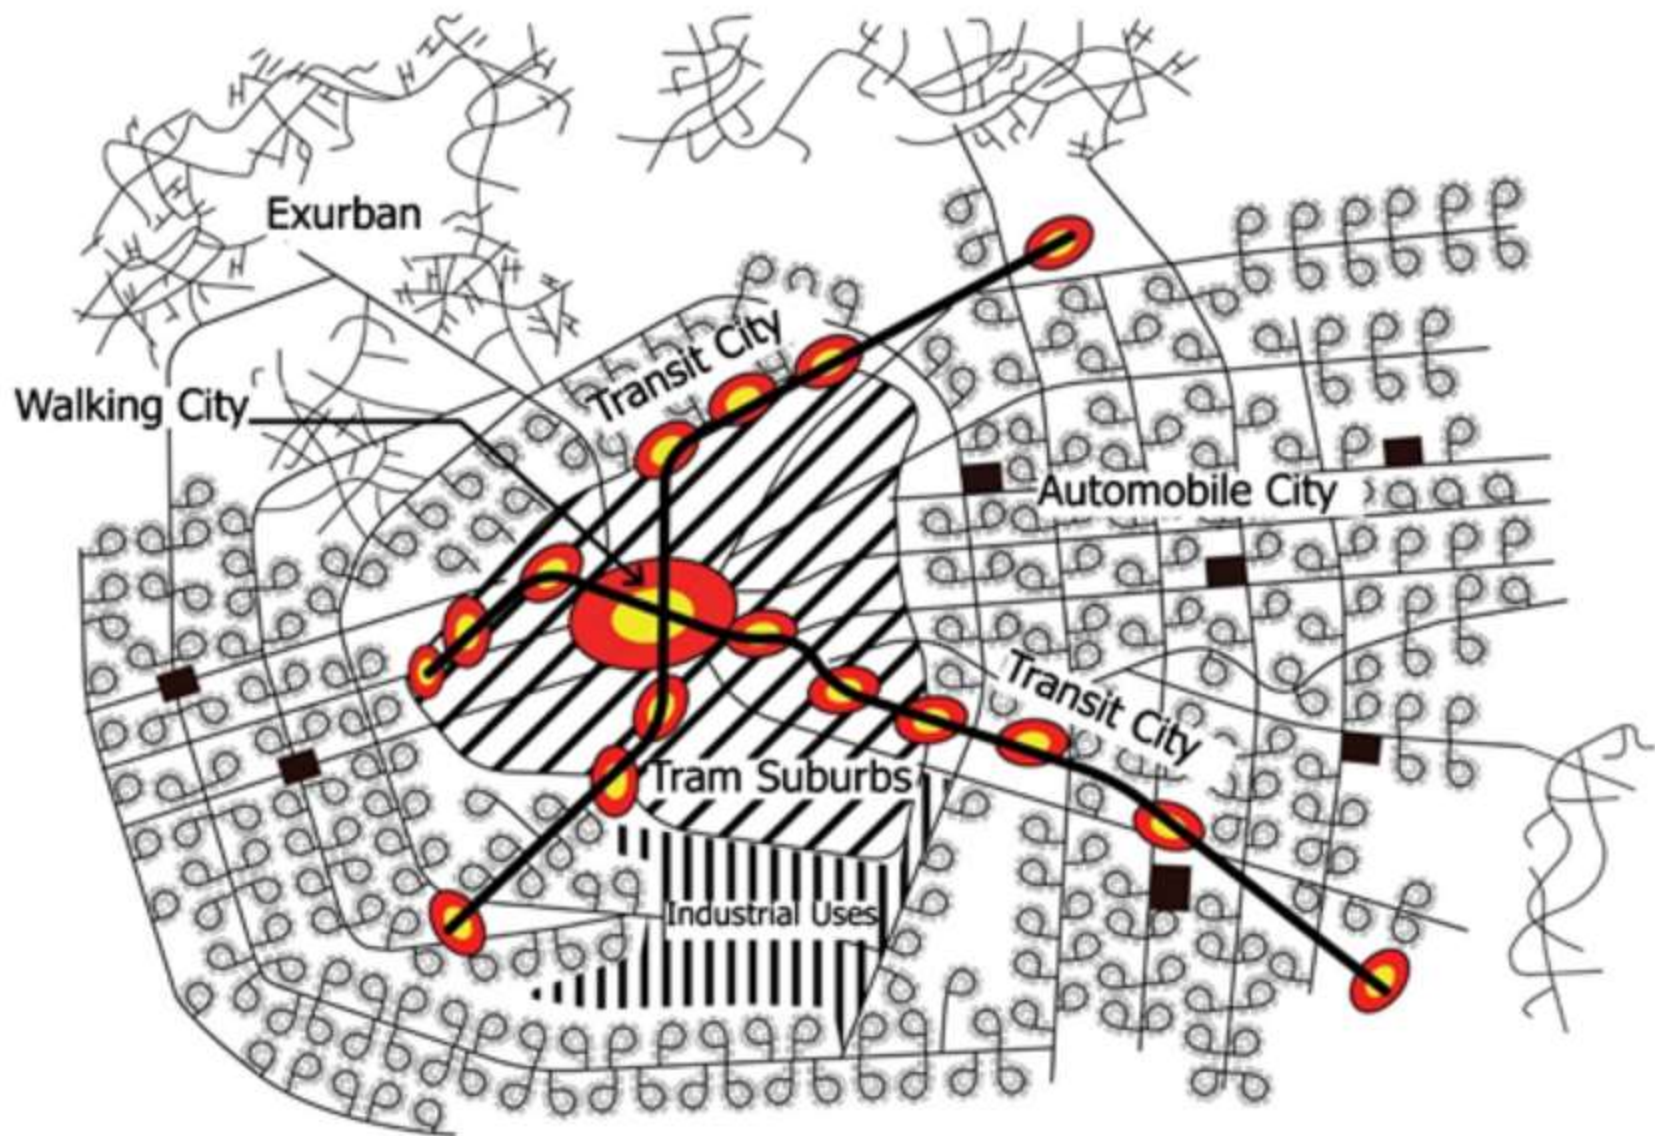 Exurban
Transit City
Walking City
Automobile City
Transit City
Tram Suburbs
Industrial Uses